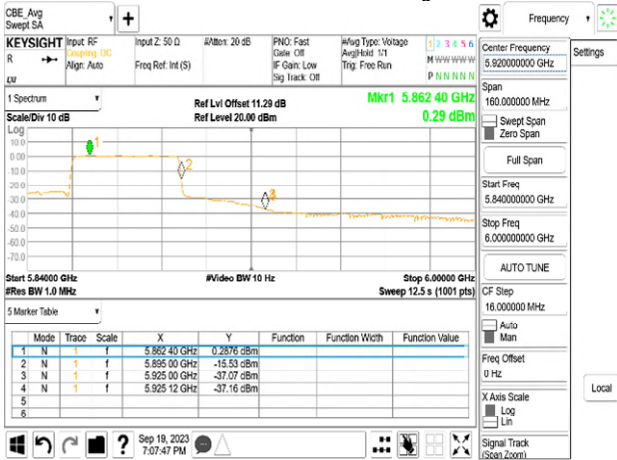 CBE_Avg
Swept SA
Frequency
KEYSIGHT
R
Input: RF
Coupling: DC
Align: Auto
Input Z: 50 Ω
Freq Ref: Int (S)
#Atten: 20 dB
PNO: Fast
Gate: Off
IF Gain: Low
Sig Track: Off
#Avg Type: Voltage
Avg|Hold: 1/1
Trig: Free Run
1 2 3 4 5 6
M W W W W W
P N N N N N
1 Spectrum
Scale/Div 10 dB
Ref Lvl Offset 11.29 dB
Ref Level 20.00 dBm
Mkr1 5.862 40 GHz
0.29 dBm
Log
10.0
0.00
-10.0
-20.0
-30.0
-40.0
-50.0
-60.0
-70.0
1
2
3
Start 5.84000 GHz
#Res BW 1.0 MHz
#Video BW 10 Hz
Stop 6.00000 GHz
Sweep 12.5 s (1001 pts)
5 Marker Table
Mode Trace Scale X Y Function Function Width Function Value
1 N 1 f 5.862 40 GHz 0.2876 dBm
2 N 1 f 5.895 00 GHz -15.53 dBm
3 N 1 f 5.925 00 GHz -37.07 dBm
4 N 1 f 5.925 12 GHz -37.16 dBm
5
6
?
Sep 19, 2023
7:07:47 PM
Center Frequency
5.920000000 GHz
Settings
Span
160.000000 MHz
Swept Span
Zero Span
Full Span
Start Freq
5.840000000 GHz
Stop Freq
6.000000000 GHz
AUTO TUNE
CF Step
16.000000 MHz
Auto
Man
Freq Offset
0 Hz
X Axis Scale
Log
Lin
Local
Signal Track
(Span Zoom)